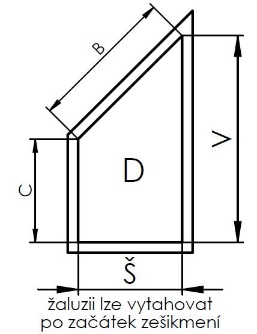 B
V
C
D
Š
žaluzii lze vytahovat
po začátek zešikmení